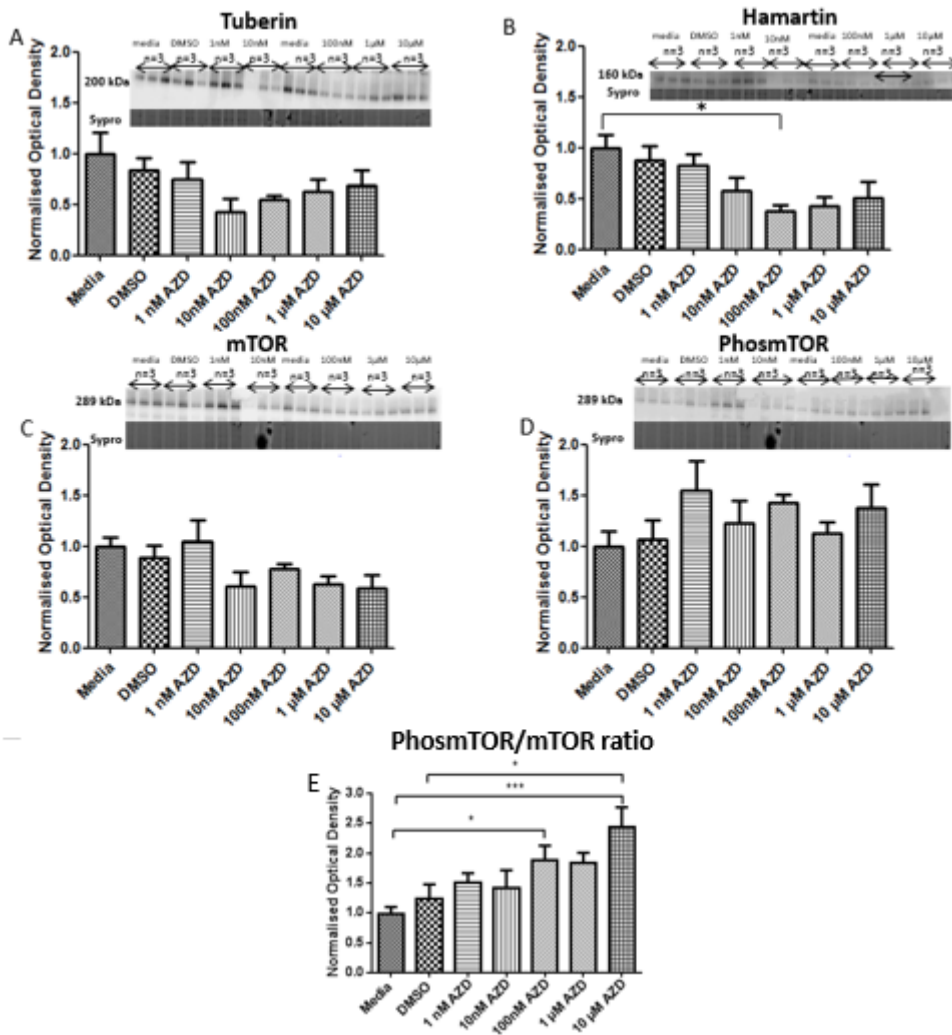 Tuberin
A
media DMSO 1nM 10nM media 100nM 1µM 10µM
n=3 n=3 n=3 n=3 n=3 n=3 n=3 n=3
200 kDa
Sypro
Normalised Optical Density
2.0
1.5
1.0
0.5
0.0
Media
DMSO
1 nM AZD
10nM AZD
100nM AZD
1 µM AZD
10 µM AZD
Hamartin
B
media DMSO 1nM 10nM media 100nM 1µM 10µM
n=3 n=3 n=3 n=3 n=3 n=3 n=3 n=3
160 kDa
Sypro
*
Normalised Optical Density
2.0
1.5
1.0
0.5
0.0
Media
DMSO
1 nM AZD
10nM AZD
100nM AZD
1 µM AZD
10 µM AZD
mTOR
media DMSO 1nM 10nM media 100nM 1µM 10µM
n=3 n=3 n=3 n=3 n=3 n=3 n=3 n=3
289 kDa
C
Sypro
Normalised Optical Density
2.0
1.5
1.0
0.5
0.0
Media
DMSO
1 nM AZD
10nM AZD
100nM AZD
1 µM AZD
10 µM AZD
PhosmTOR
media DMSO 1nM 10nM media 100nM 1µM 10µM
n=3 n=3 n=3 n=3 n=3 n=3 n=3 n=3
289 kDa
D
Sypro
Normalised Optical Density
2.0
1.5
1.0
0.5
0.0
Media
DMSO
1 nM AZD
10nM AZD
100nM AZD
1 µM AZD
10 µM AZD
PhosmTOR/mTOR ratio
E
*
***
*
Normalised Optical Density
3.0
2.5
2.0
1.5
1.0
0.5
0.0
Media
DMSO
1 nM AZD
10nM AZD
100nM AZD
1 µM AZD
10 µM AZD